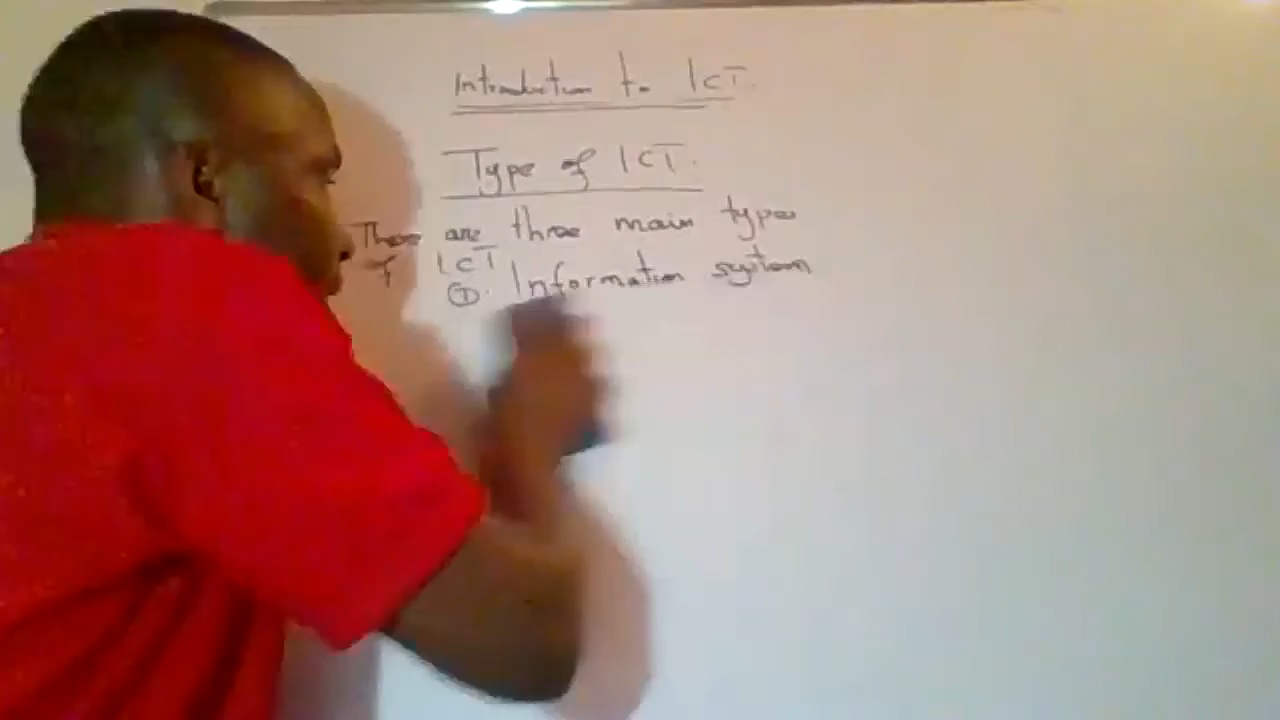 Introduction to ICT.
Type of ICT.
There are three main types
of ICT
①. Information system